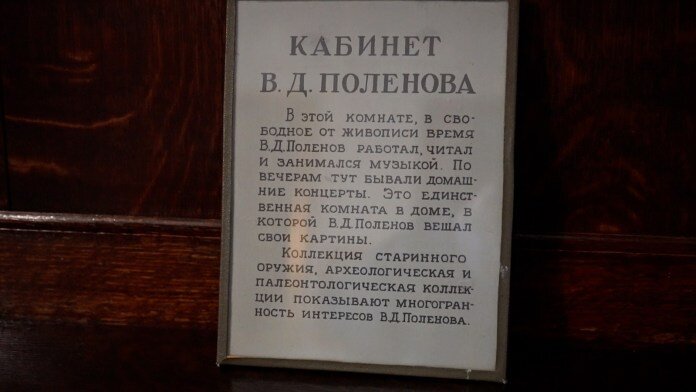 КАБИНЕТ
В. Д. ПОЛЕНОВА
В ЭТОЙ КОМНАТЕ, В СВО-
БОДНОЕ ОТ ЖИВОПИСИ ВРЕМЯ
В.Д.ПОЛЕНОВ РАБОТАЛ, ЧИТАЛ
И ЗАНИМАЛСЯ МУЗЫКОЙ. ПО
ВЕЧЕРАМ ТУТ БЫВАЛИ ДОМАШ-
НИЕ КОНЦЕРТЫ. ЭТО ЕДИНСТ-
ВЕННАЯ КОМНАТА В ДОМЕ, В
КОТОРОЙ В.Д.ПОЛЕНОВ ВЕШАЛ
СВОИ КАРТИНЫ.
КОЛЛЕКЦИЯ СТАРИННОГО
ОРУЖИЯ, АРХЕОЛОГИЧЕСКАЯ И
ПАЛЕОНТОЛОГИЧЕСКАЯ КОЛЛЕК-
ЦИИ ПОКАЗЫВАЮТ МНОГОГРАН-
НОСТЬ ИНТЕРЕСОВ В.Д.ПОЛЕНОВА.